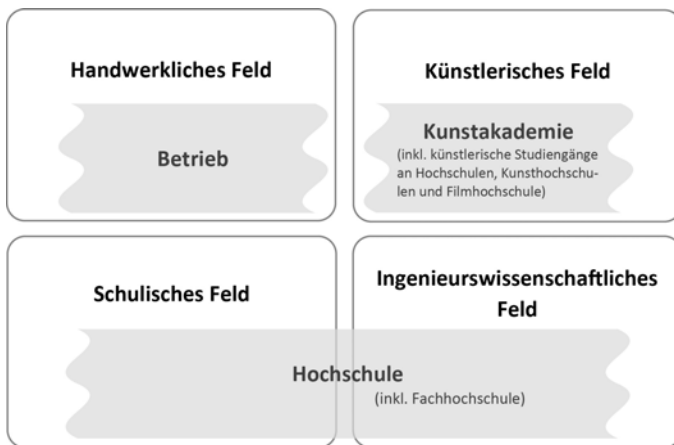 Handwerkliches Feld
Betrieb
Künstlerisches Feld
Kunstakademie
(inkl. künstlerische Studiengänge
an Hochschulen, Kunsthochschu-
len und Filmhochschule)
Schulisches Feld
Ingenieurswissenschaftliches
Feld
Hochschule
(inkl. Fachhochschule)